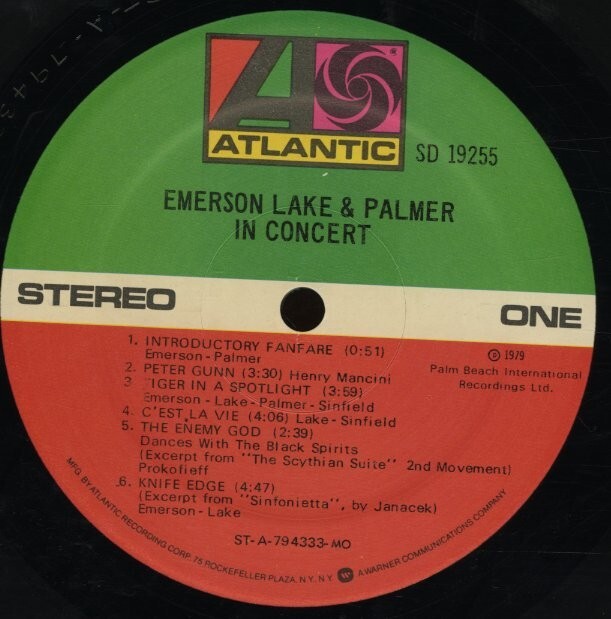 ATLANTIC
®
SD 19255
EMERSON LAKE & PALMER
IN CONCERT
STEREO
ONE
1. INTRODUCTORY FANFARE (0:51)
Emerson-Palmer
2. PETER GUNN (3:30) Henry Mancini
3 TIGER IN A SPOTLIGHT (3:59)
Emerson-Lake-Palmer-Sinfield
4. C'EST LA VIE (4:06) Lake-Sinfield
5. THE ENEMY GOD (2:39)
Dances With The Black Spirits
(Excerpt from "The Scythian Suite" 2nd Movement)
Prokofieff
6. KNIFE EDGE (4:47)
(Excerpt from "Sinfonietta", by Janacek)
Emerson-Lake
℗ 1979
Palm Beach International
Recordings Ltd.
ST-A-794333-MO
MFG. BY ATLANTIC RECORDING CORP. 75 ROCKEFELLER PLAZA, N.Y. N.Y. A WARNER COMMUNICATIONS COMPANY